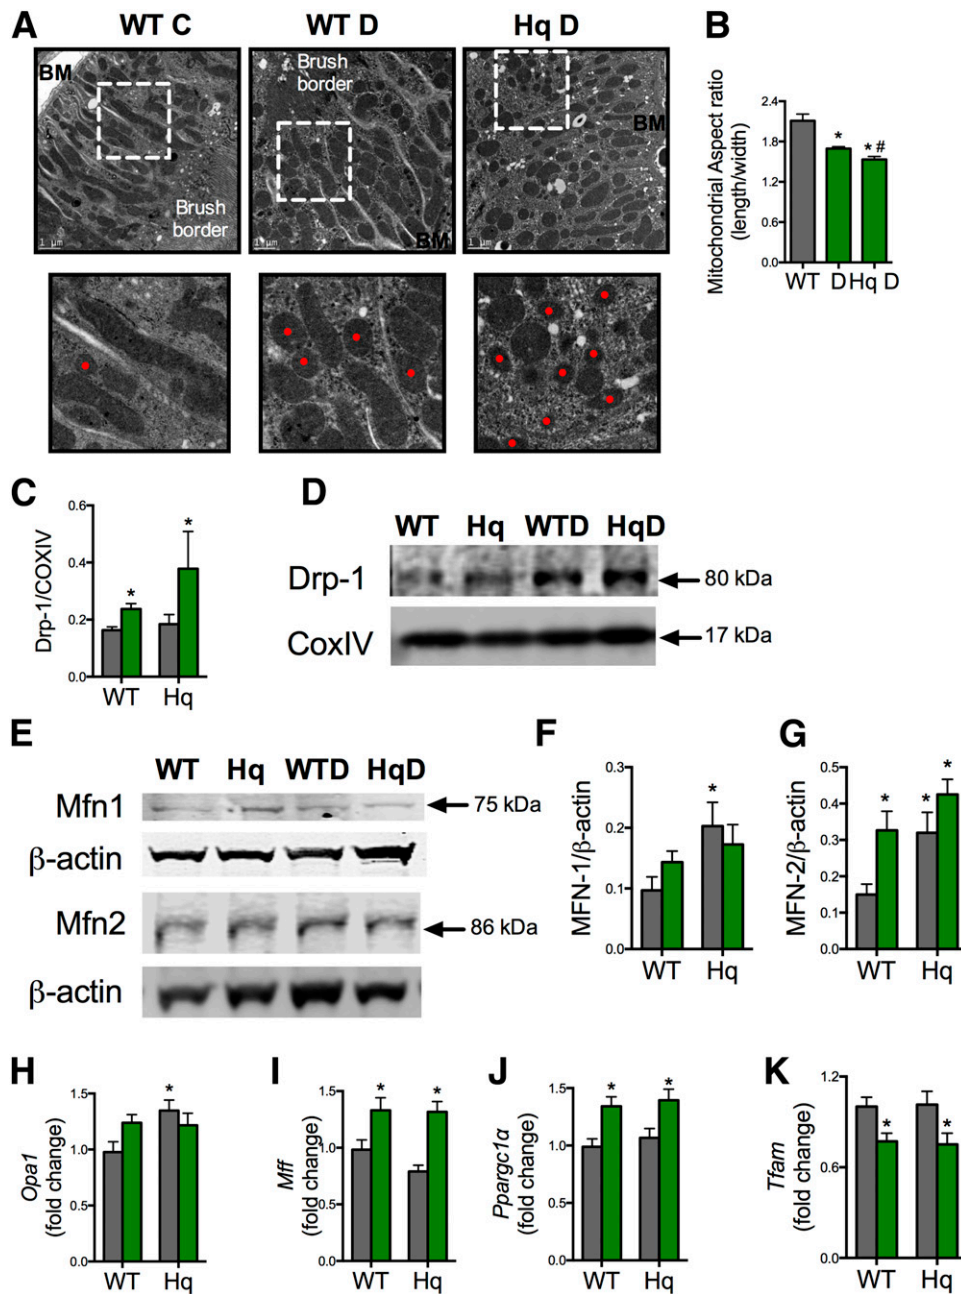 A
WT C
WT D
Hq D
BM
Brush
border
1 µm
Brush
border
BM
1 µm
BM
1 µm
B
Mitochondrial Aspect ratio
(length/width)
2.4
1.8
1.2
0.6
0.0
*
* #
WT D Hq D
C
Drp-1/COXIV
0.6
0.4
0.2
0.0
*
*
WT Hq
D
WT Hq WTD HqD
Drp-1
80 kDa
CoxIV
17 kDa
E
WT Hq WTD HqD
Mfn1
75 kDa
β-actin
Mfn2
86 kDa
β-actin
F
MFN-1/β-actin
0.3
0.2
0.1
0.0
*
WT Hq
G
MFN-2/β-actin
0.5
0.4
0.3
0.2
0.1
0.0
*
*
*
WT Hq
H
Opa1
(fold change)
1.5
1.0
0.5
0.0
*
WT Hq
I
Mff
(fold change)
1.5
1.0
0.5
0.0
*
*
WT Hq
J
Ppargc1α
(fold change)
1.5
1.0
0.5
0.0
*
*
WT Hq
K
Tfam
(fold change)
1.2
0.6
0.0
*
*
WT Hq